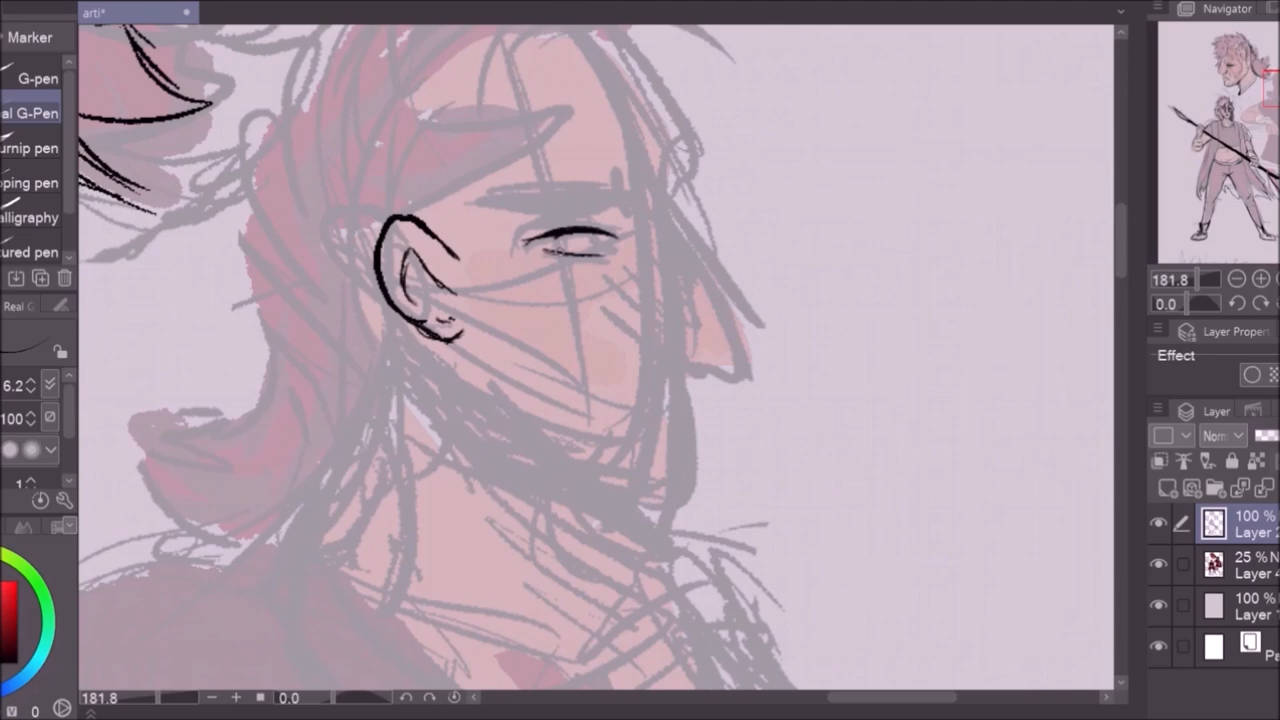 arti*
Navigator
Marker
G-pen
al G-Pen
urnip pen
pping pen
alligraphy
ured pen
181.8
0.0
Real G
Layer Propert
Effect
6.2
100
1
Layer
Norm
100 %
Layer 2
25 % N
Layer 4
100 %
Layer 1
Pa
V 0
181.8
0.0